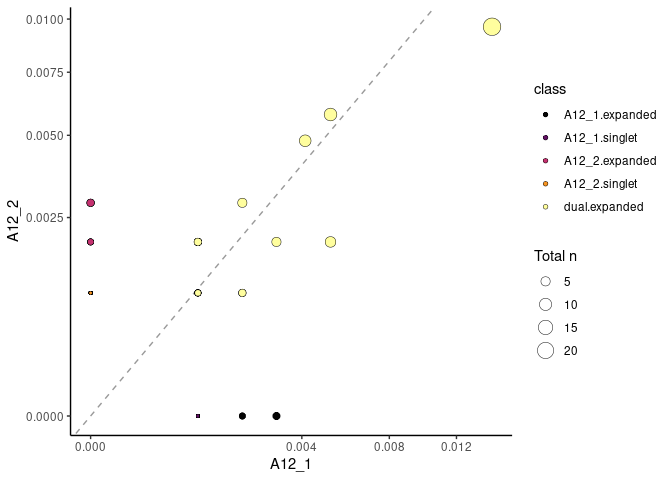 0.0100
0.0075
0.0050
0.0025
0.0000
A12_2
0.000
0.004
0.008
0.012
A12_1
class
A12_1.expanded
A12_1.singlet
A12_2.expanded
A12_2.singlet
dual.expanded
Total n
5
10
15
20